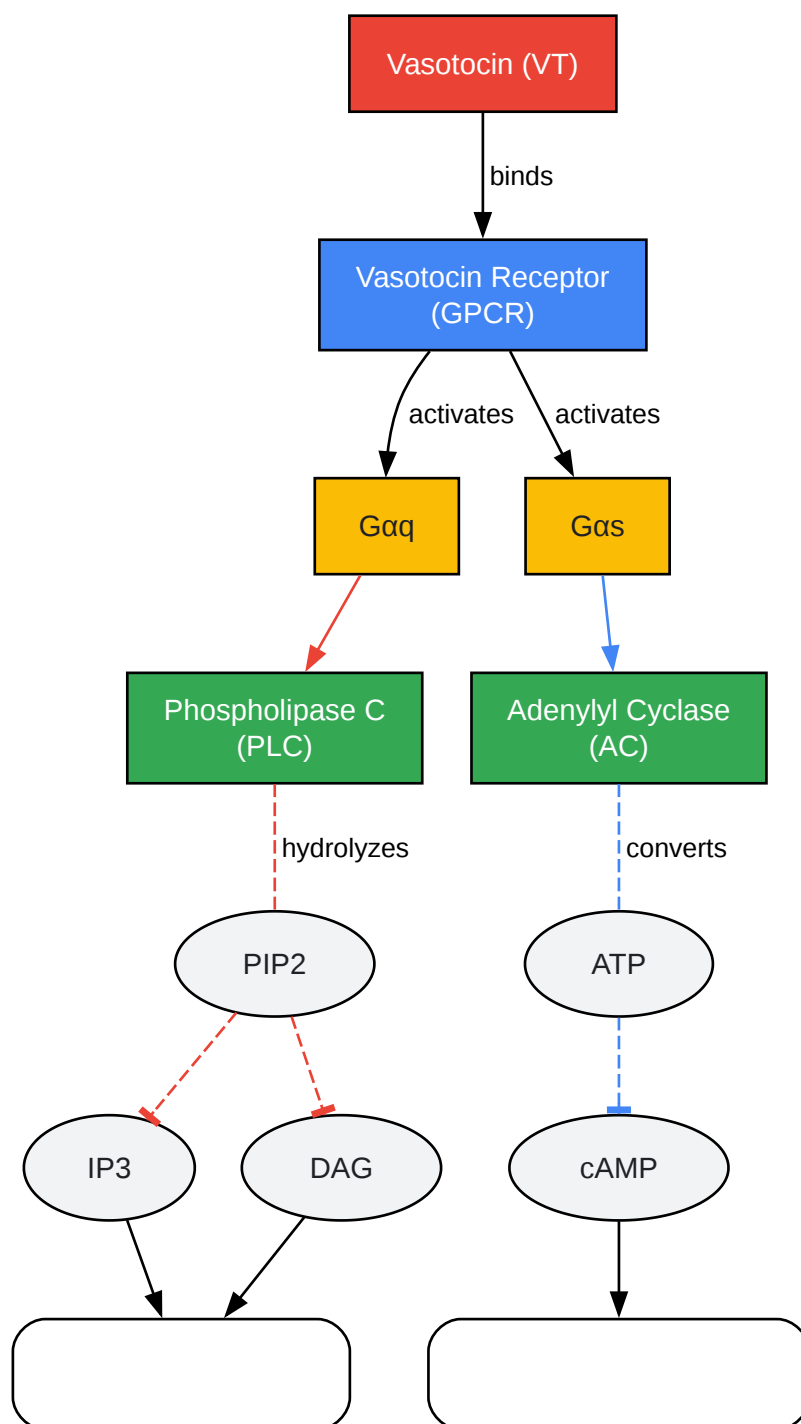 Vasotocin (VT)
binds
Vasotocin Receptor
(GPCR)
activates
activates
Gαq
Gαs
Phospholipase C
(PLC)
Adenylyl Cyclase
(AC)
hydrolyzes
converts
PIP2
ATP
IP3
DAG
cAMP